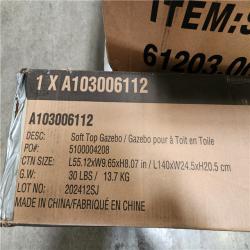 ITEM:S
61203.00
1 X A103006112
A103006112
DESC: Soft Top Gazebo / Gazebo pour à Toit en Toile
PO#: 5100004208
CTN SIZE: L55.12xW9.65xH8.07 in / L140xW24.5xH20.5 cm
G.W: 30 LBS / 13.7 KG
LOT: 202412SJ
MADE IN CHINA/FABRIQUÉ EN CHINE